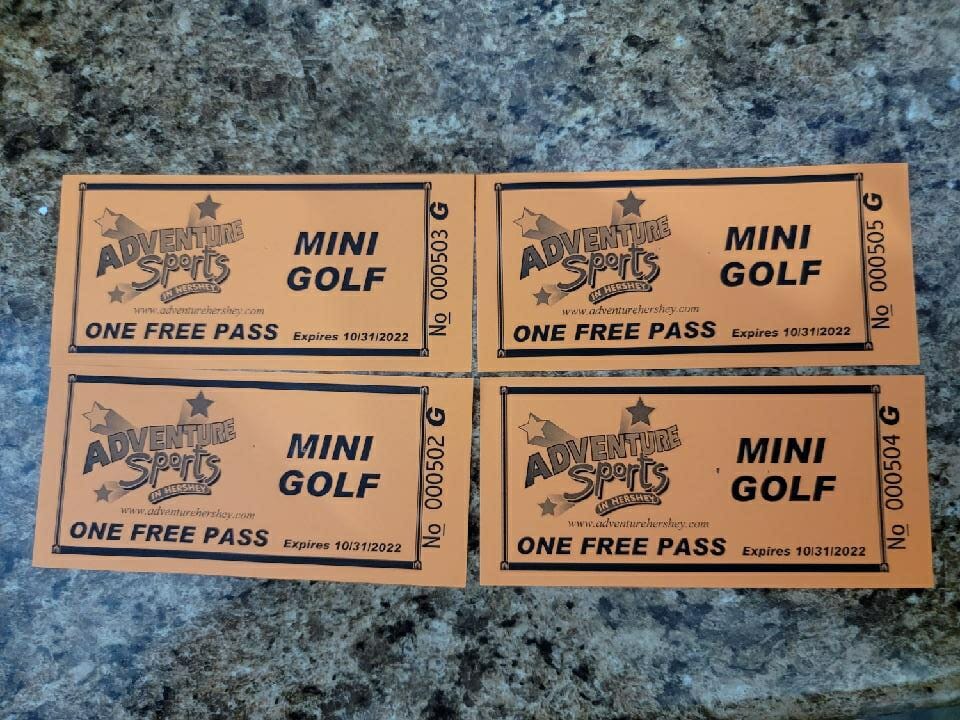 ADVENTURE
Sports
IN HERSHEY
www.adventurehershey.com
MINI
GOLF
ONE FREE PASS Expires 10/31/2022
No 000503 G
ADVENTURE
Sports
IN HERSHEY
www.adventurehershey.com
MINI
GOLF
ONE FREE PASS Expires 10/31/2022
No 000505 G
ADVENTURE
Sports
IN HERSHEY
www.adventurehershey.com
MINI
GOLF
ONE FREE PASS Expires 10/31/2022
No 000502 G
ADVENTURE
Sports
IN HERSHEY
www.adventurehershey.com
MINI
GOLF
ONE FREE PASS Expires 10/31/2022
No 000504 G